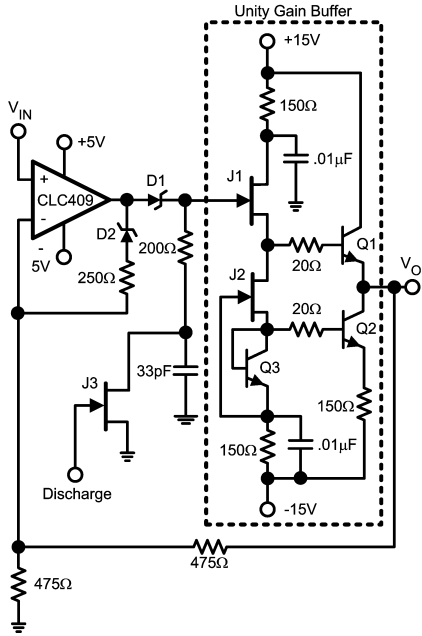 Unity Gain Buffer
+15V
150Ω
.01µF
VIN
+5V
+
CLC409
-
-
5V
D1
D2
200Ω
250Ω
J1
20Ω
Q1
VO
J2
20Ω
Q2
Q3
33pF
J3
150Ω
.01µF
150Ω
Discharge
-15V
475Ω
475Ω